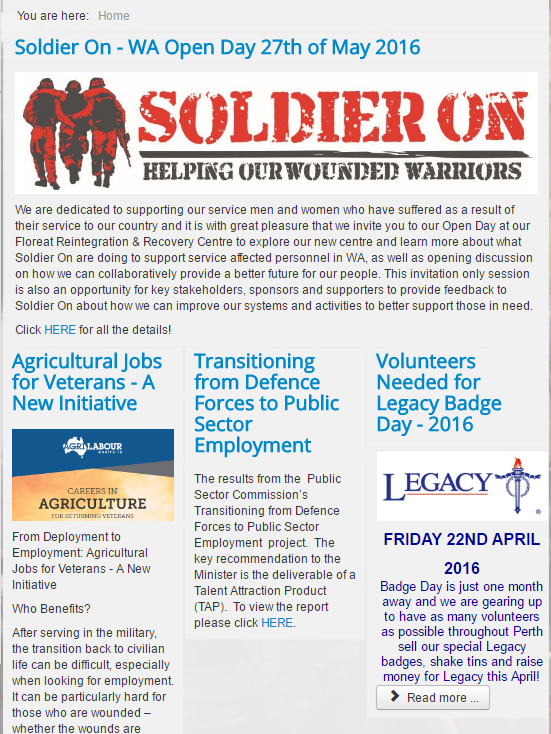 You are here: Home
Soldier On - WA Open Day 27th of May 2016
SOLDIER ON
HELPING OUR WOUNDED WARRIORS
We are dedicated to supporting our service men and women who have suffered as a result of
their service to our country and it is with great pleasure that we invite you to our Open Day at our
Floreat Reintegration & Recovery Centre to explore our new centre and learn more about what
Soldier On are doing to support service affected personnel in WA, as well as opening discussion
on how we can collaboratively provide a better future for our people. This invitation only session
is also an opportunity for key stakeholders, sponsors and supporters to provide feedback to
Soldier On about how we can improve our systems and activities to better support those in need.
Click HERE for all the details!
Agricultural Jobs
for Veterans - A
New Initiative
AGRI LABOUR
australia
CAREERS IN
AGRICULTURE
FOR RETURNING VETERANS
From Deployment to
Employment: Agricultural
Jobs for Veterans - A New
Initiative
Who Benefits?
After serving in the military,
the transition back to civilian
life can be difficult, especially
when looking for employment.
It can be particularly hard for
those who are wounded –
whether the wounds are
Transitioning
from Defence
Forces to Public
Sector
Employment
The results from the Public
Sector Commission's
Transitioning from Defence
Forces to Public Sector
Employment project. The
key recommendation to the
Minister is the deliverable of a
Talent Attraction Product
(TAP). To view the report
please click HERE.
Volunteers
Needed for
Legacy Badge
Day - 2016
LEGACY
®
FRIDAY 22ND APRIL
2016
Badge Day is just one month
away and we are gearing up
to have as many volunteers
as possible throughout Perth
sell our special Legacy
badges, shake tins and raise
money for Legacy this April!
Read more ...